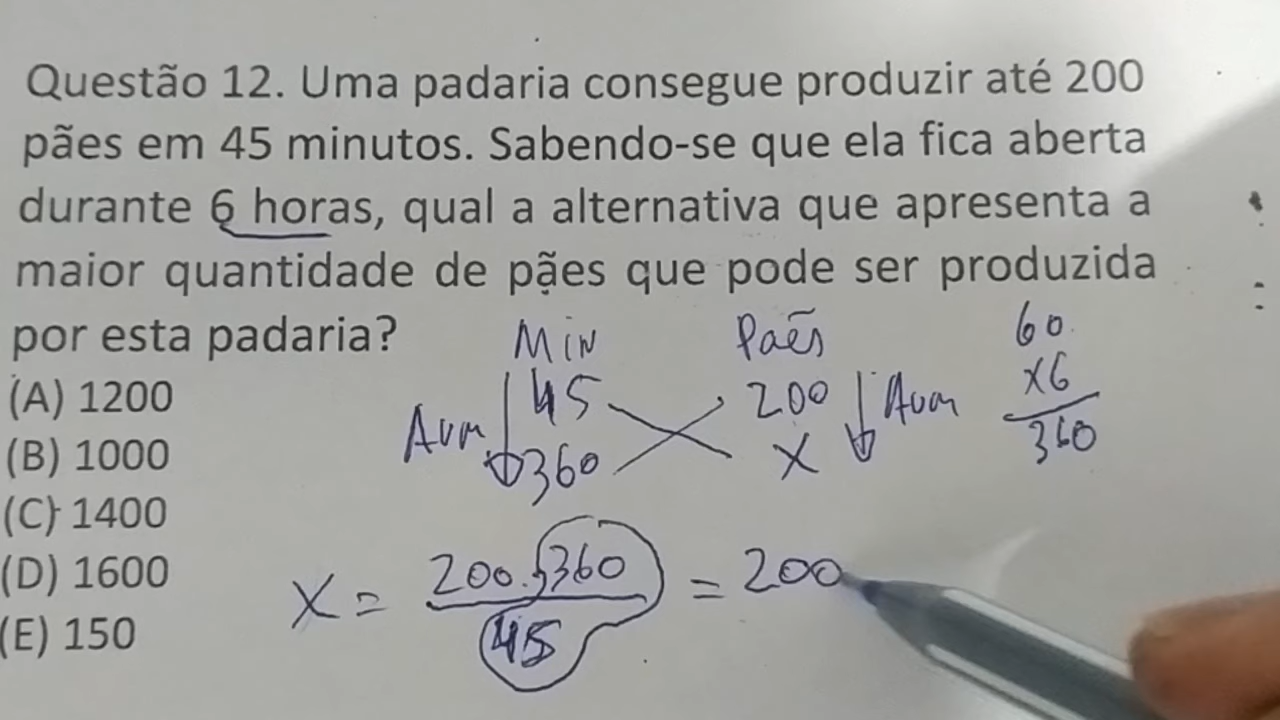 Questão 12. Uma padaria consegue produzir até 200
pães em 45 minutos. Sabendo-se que ela fica aberta
durante 6 horas, qual a alternativa que apresenta a
maior quantidade de pães que pode ser produzida
por esta padaria?
(A) 1200
(B) 1000
(C) 1400
(D) 1600
(E) 150
Min Paẽs
Aum 45 200 Aum
360 X
60
x6
360
X = 200.360 = 200
45